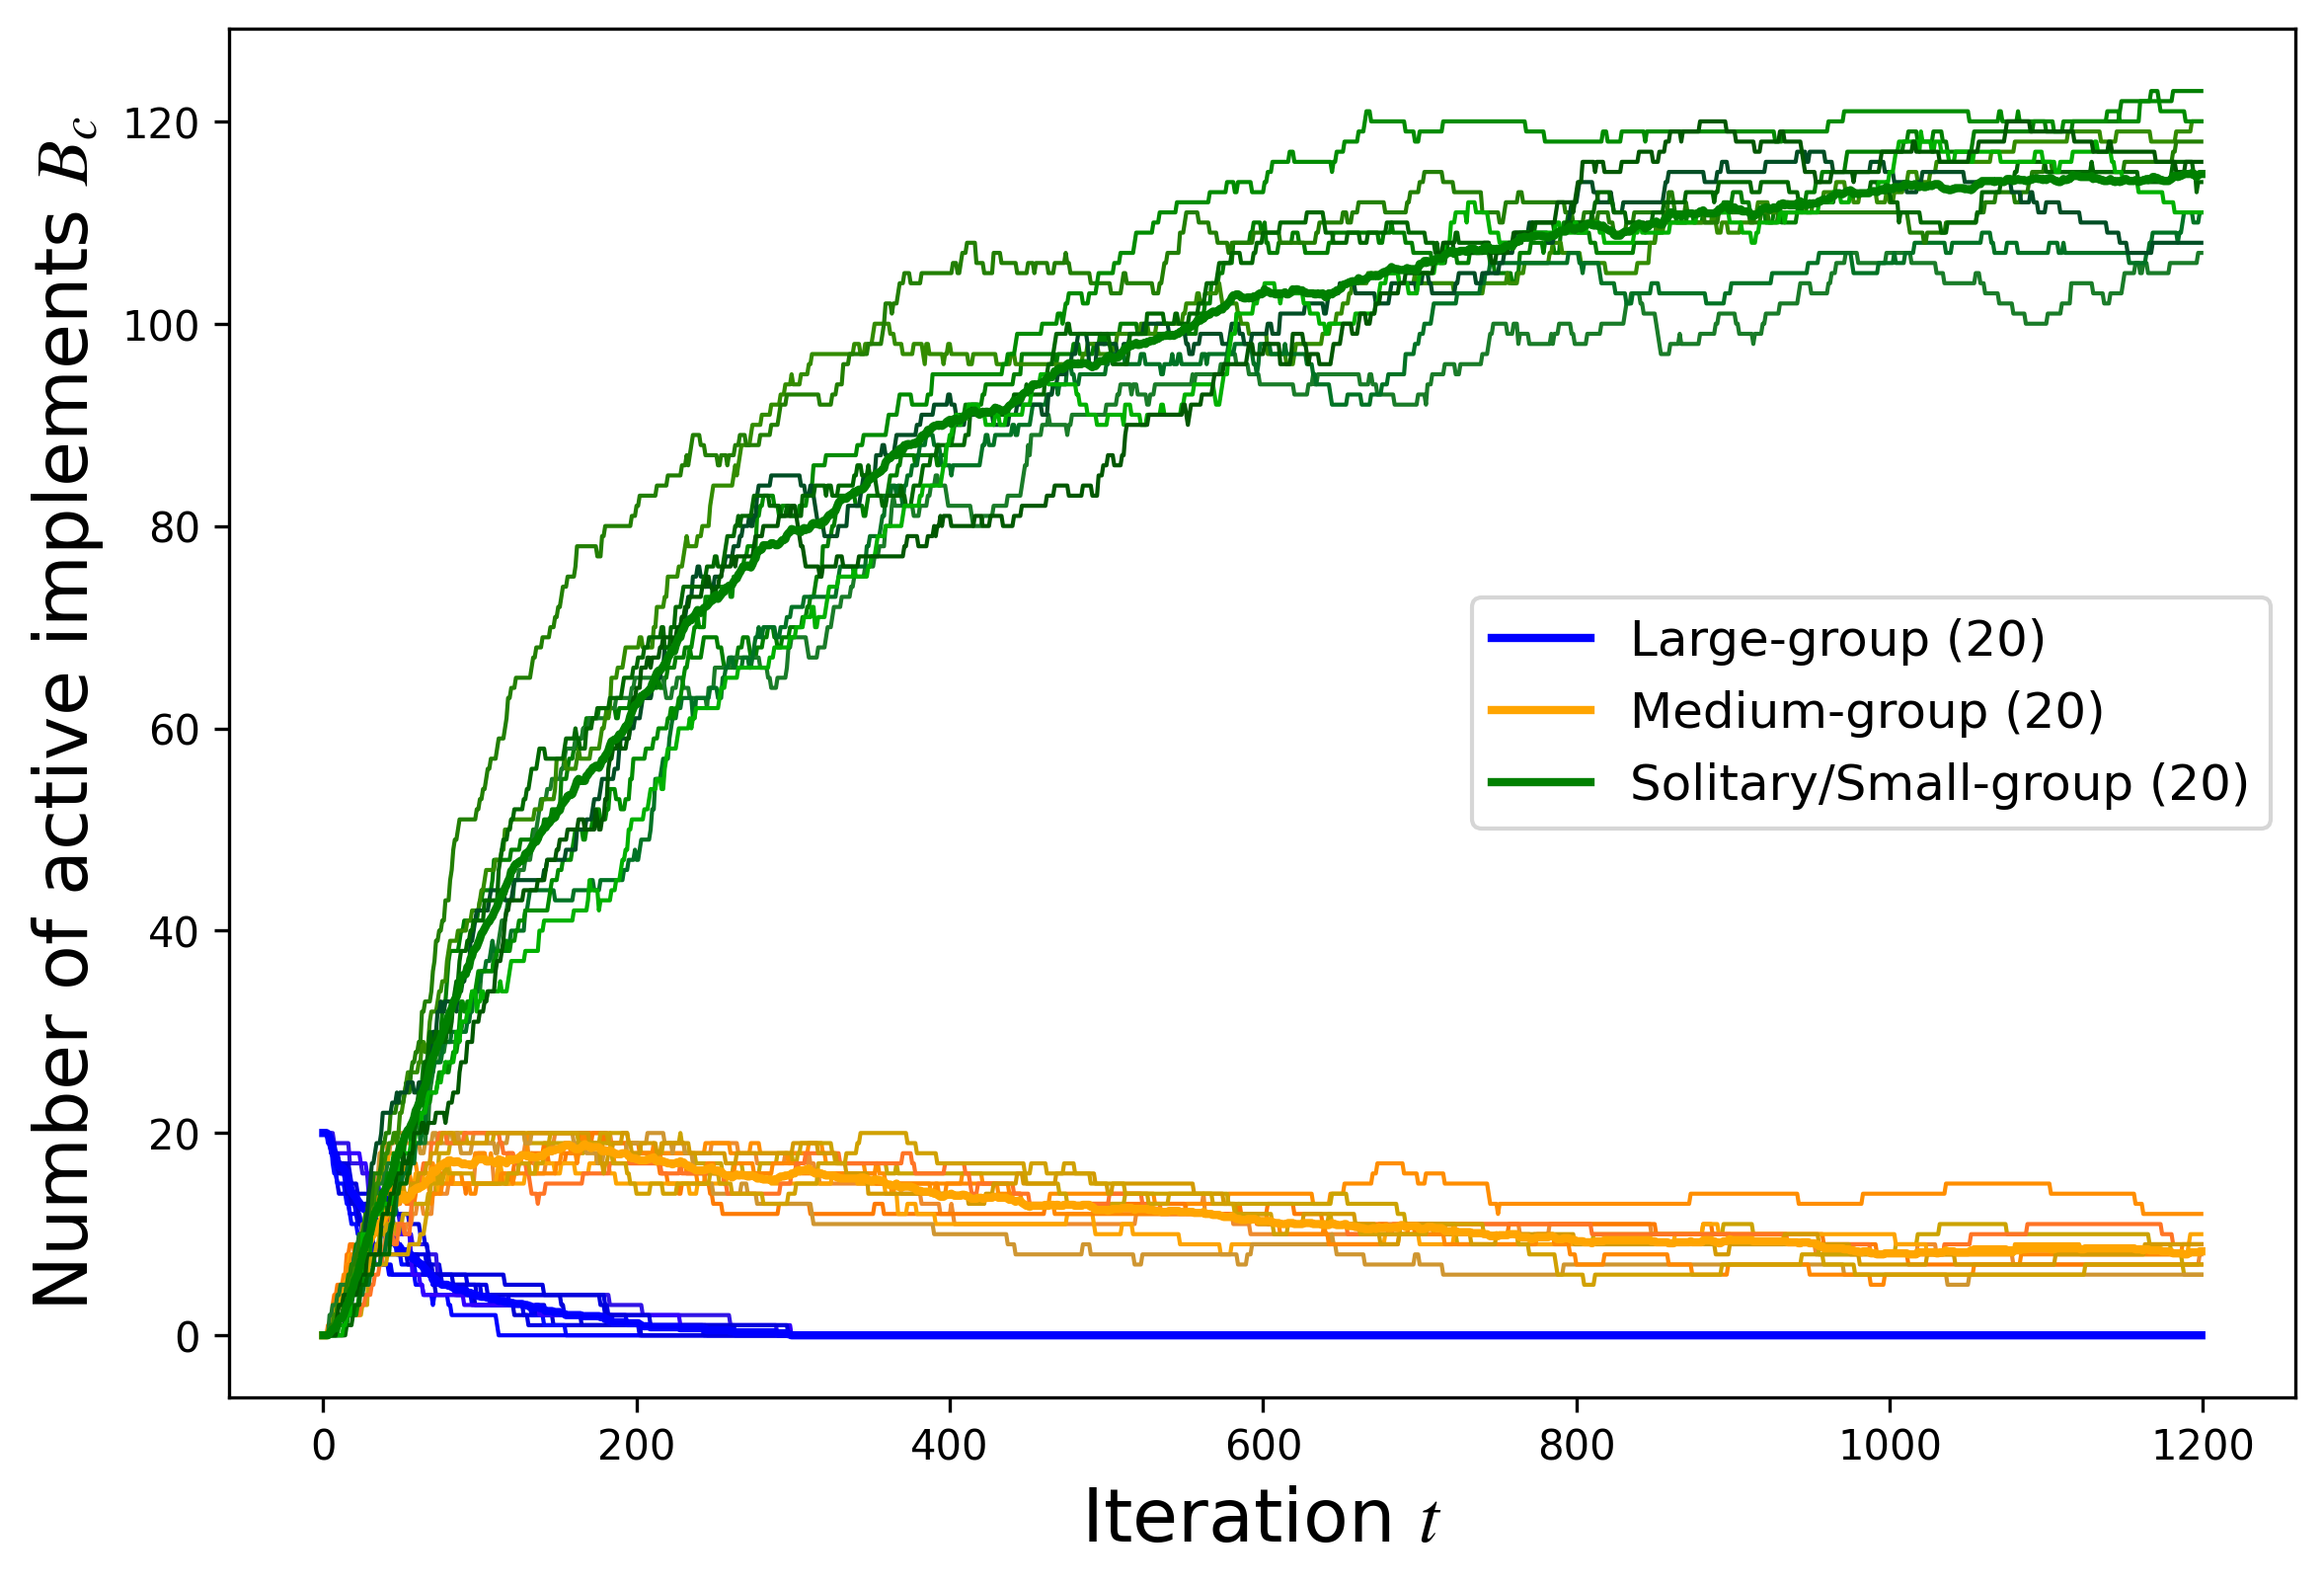 Number of active implements B_c
120
100
80
60
40
20
0
Large-group (20)
Medium-group (20)
Solitary/Small-group (20)
0 200 400 600 800 1000 1200
Iteration t